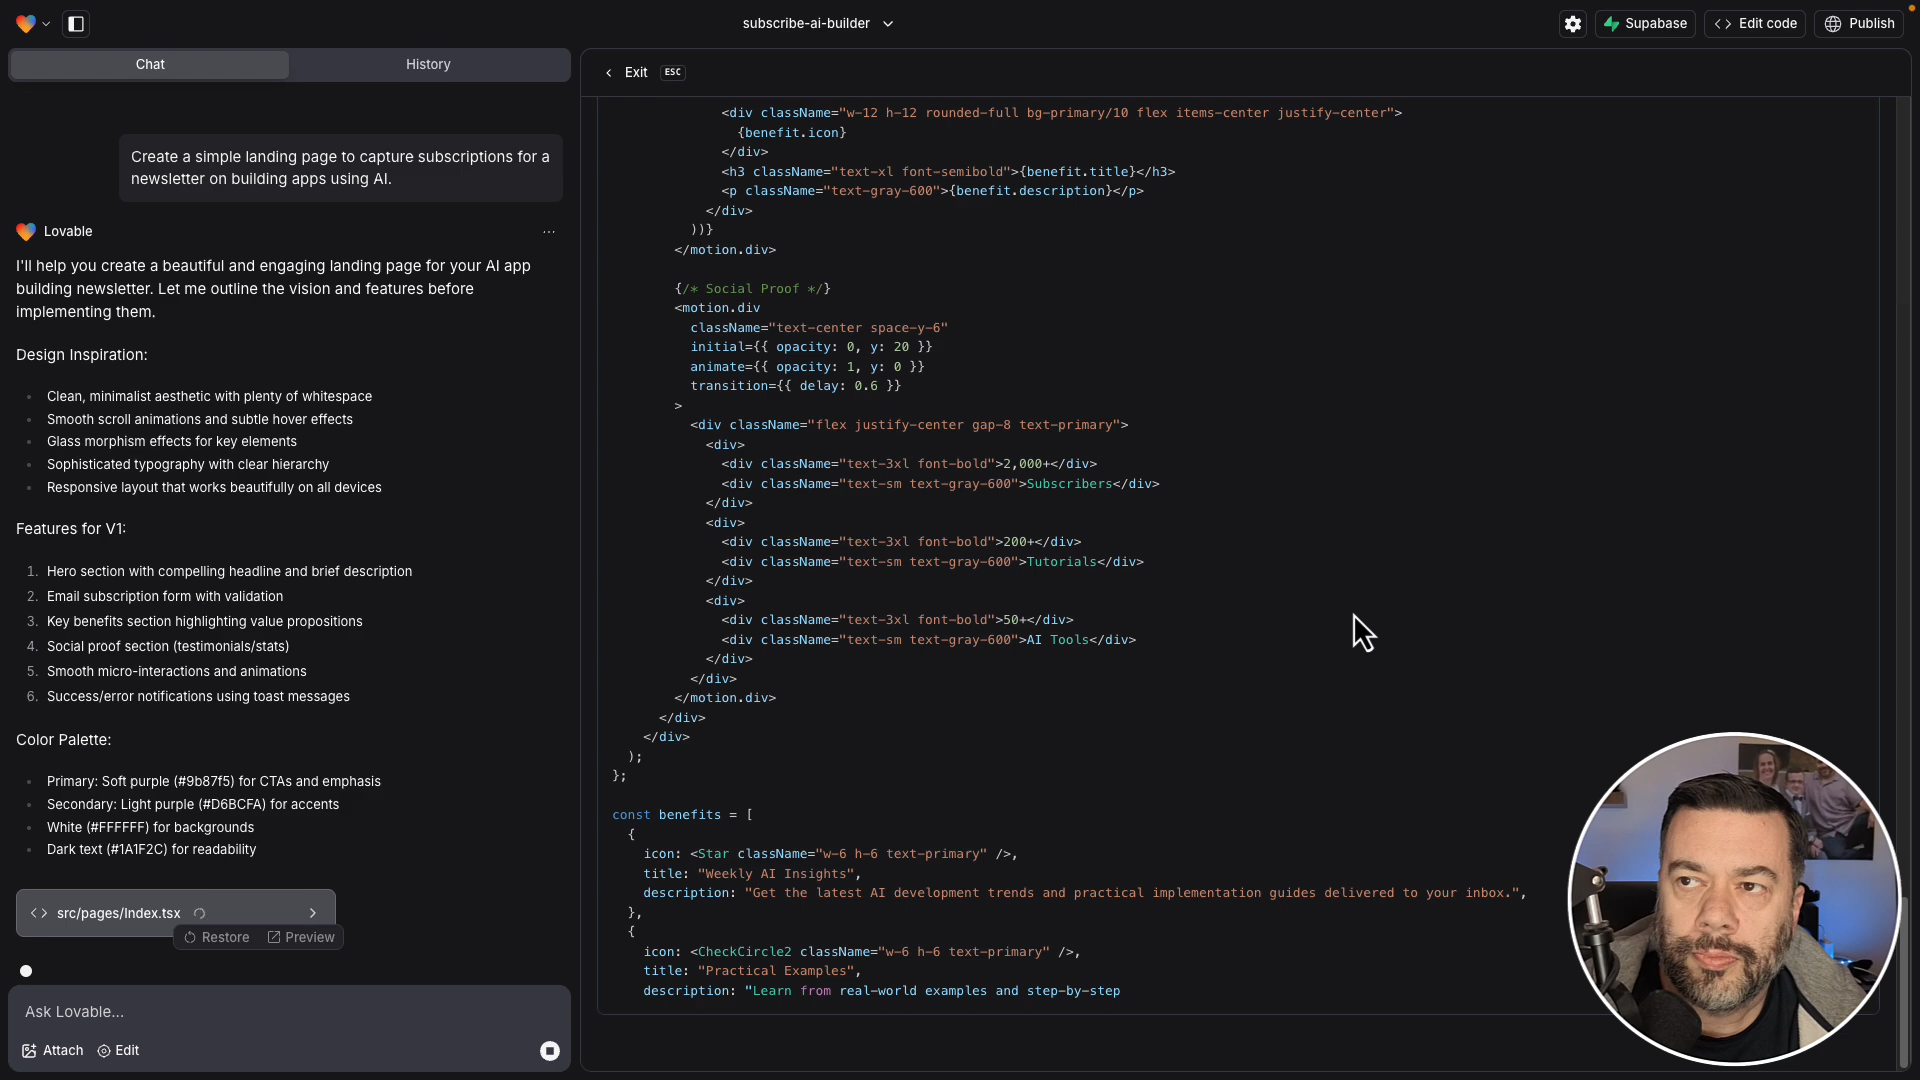 subscribe-ai-builder
Supabase
Edit code
Publish
Chat
History
Exit
ESC
Create a simple landing page to capture subscriptions for a
newsletter on building apps using AI.
Lovable
I'll help you create a beautiful and engaging landing page for your AI app
building newsletter. Let me outline the vision and features before
implementing them.
Design Inspiration:
Clean, minimalist aesthetic with plenty of whitespace
Smooth scroll animations and subtle hover effects
Glass morphism effects for key elements
Sophisticated typography with clear hierarchy
Responsive layout that works beautifully on all devices
Features for V1:
1. Hero section with compelling headline and brief description
2. Email subscription form with validation
3. Key benefits section highlighting value propositions
4. Social proof section (testimonials/stats)
5. Smooth micro-interactions and animations
6. Success/error notifications using toast messages
Color Palette:
Primary: Soft purple (#9b87f5) for CTAs and emphasis
Secondary: Light purple (#D6BCFA) for accents
White (#FFFFFF) for backgrounds
Dark text (#1A1F2C) for readability
src/pages/Index.tsx
Restore
Preview
Ask Lovable...
Attach
Edit
<div className="w-12 h-12 rounded-full bg-primary/10 flex items-center justify-center">
{benefit.icon}
</div>
<h3 className="text-xl font-semibold">{benefit.title}</h3>
<p className="text-gray-600">{benefit.description}</p>
</div>
))}
</motion.div>
{/* Social Proof */}
<motion.div
className="text-center space-y-6"
initial={{ opacity: 0, y: 20 }}
animate={{ opacity: 1, y: 0 }}
transition={{ delay: 0.6 }}
>
<div className="flex justify-center gap-8 text-primary">
<div>
<div className="text-3xl font-bold">2,000+</div>
<div className="text-sm text-gray-600">Subscribers</div>
</div>
<div>
<div className="text-3xl font-bold">200+</div>
<div className="text-sm text-gray-600">Tutorials</div>
</div>
<div>
<div className="text-3xl font-bold">50+</div>
<div className="text-sm text-gray-600">AI Tools</div>
</div>
</div>
</motion.div>
</div>
</div>
);
};
const benefits = [
{
icon: <Star className="w-6 h-6 text-primary" />,
title: "Weekly AI Insights",
description: "Get the latest AI development trends and practical implementation guides delivered to your inbox.",
},
{
icon: <CheckCircle2 className="w-6 h-6 text-primary" />,
title: "Practical Examples",
description: "Learn from real-world examples and step-by-step